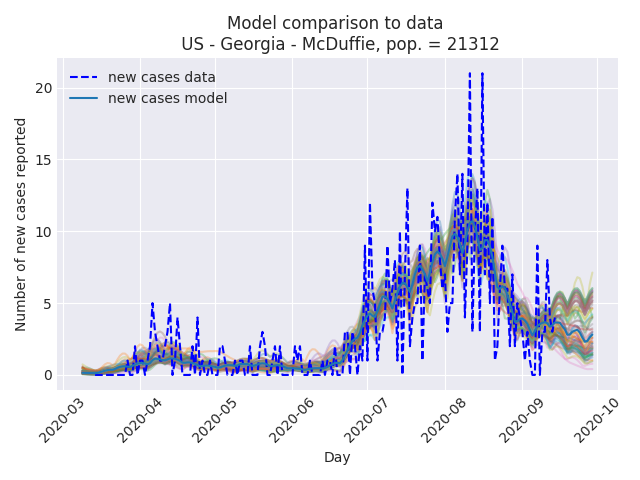 Model comparison to data
US - Georgia - McDuffie, pop. = 21312
new cases data
new cases model
Number of new cases reported
20
15
10
5
0
2020-03
2020-04
2020-05
2020-06
2020-07
2020-08
2020-09
2020-10
Day